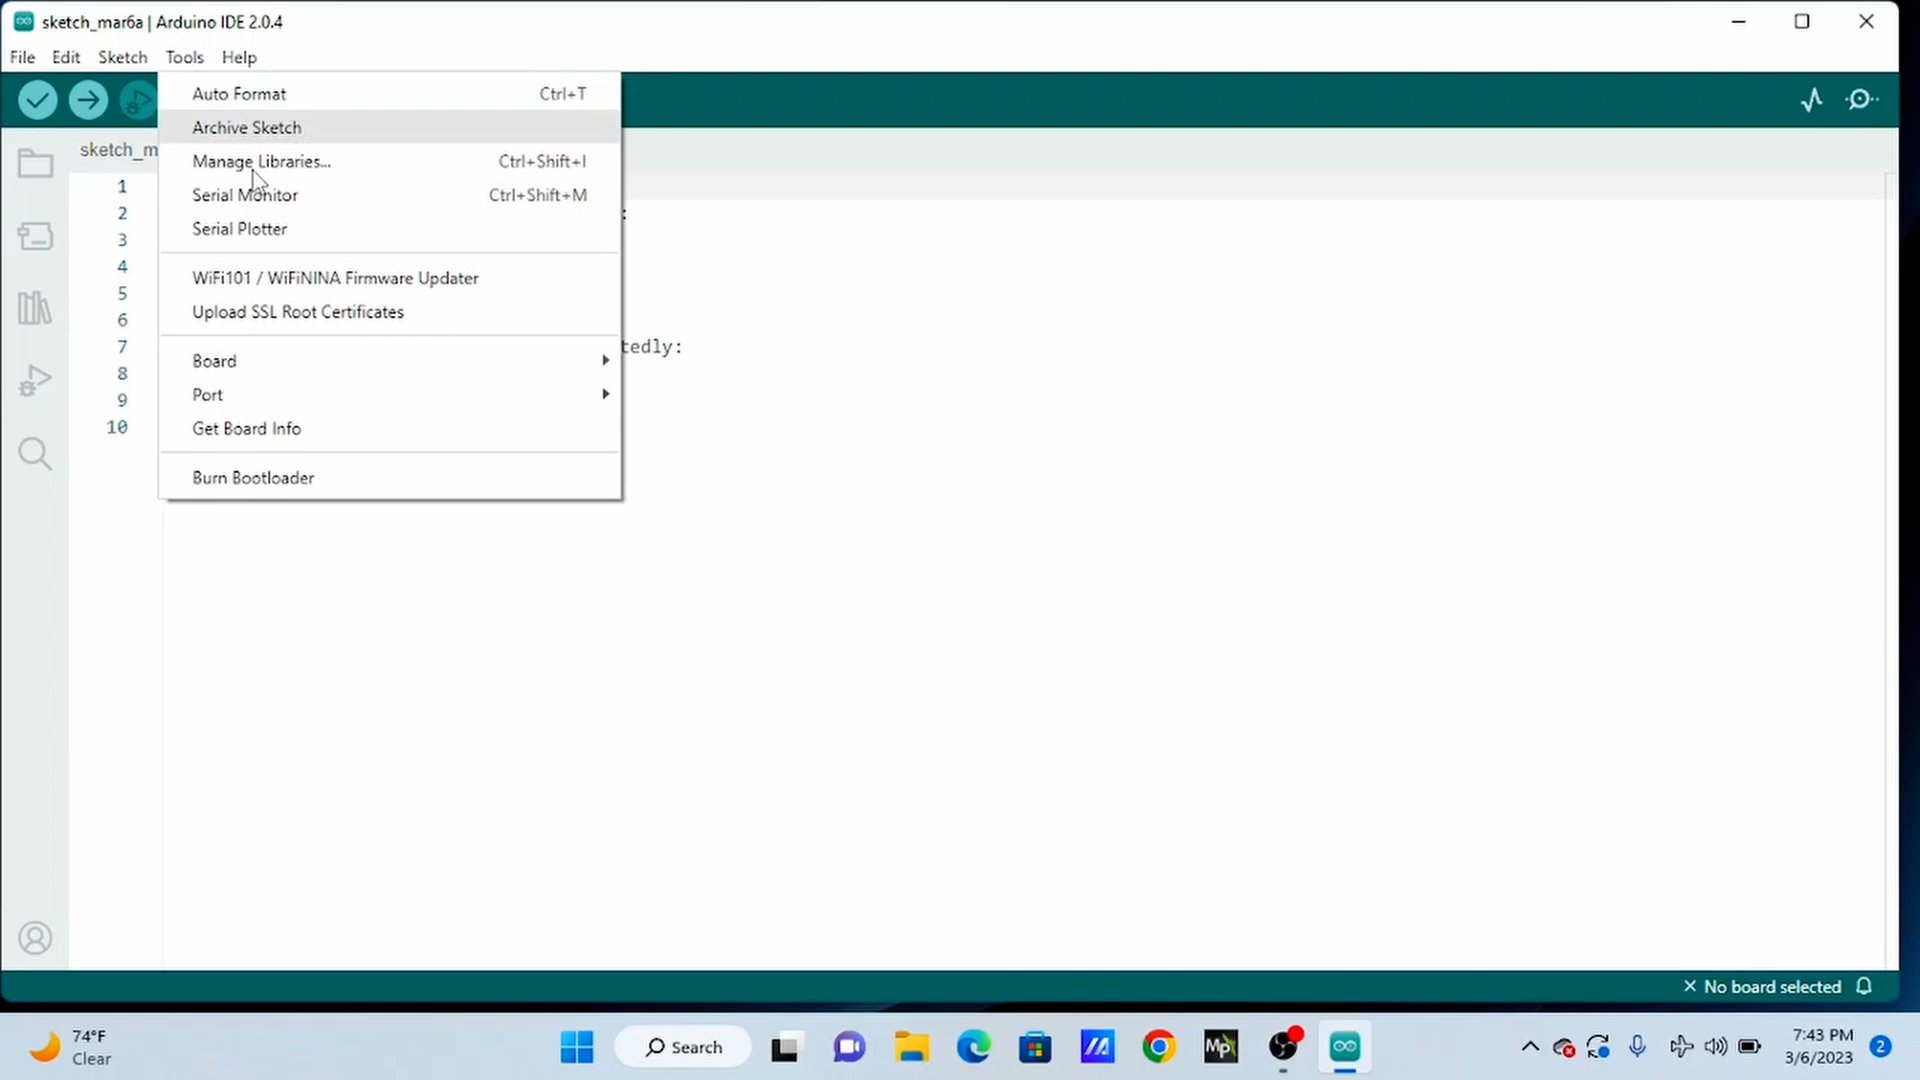 sketch_mar6a | Arduino IDE 2.0.4
File Edit Sketch Tools Help
Auto Format Ctrl+T
Archive Sketch
sketch_m
Manage Libraries... Ctrl+Shift+I
1
Serial Monitor Ctrl+Shift+M
2 :
Serial Plotter
3
4
WiFi101 / WiFiNINA Firmware Updater
5
Upload SSL Root Certificates
6
7 tedly:
Board
8
Port
9
10
Get Board Info
Burn Bootloader
No board selected
74°F
Clear
Search
Mp
7:43 PM
3/6/2023
2